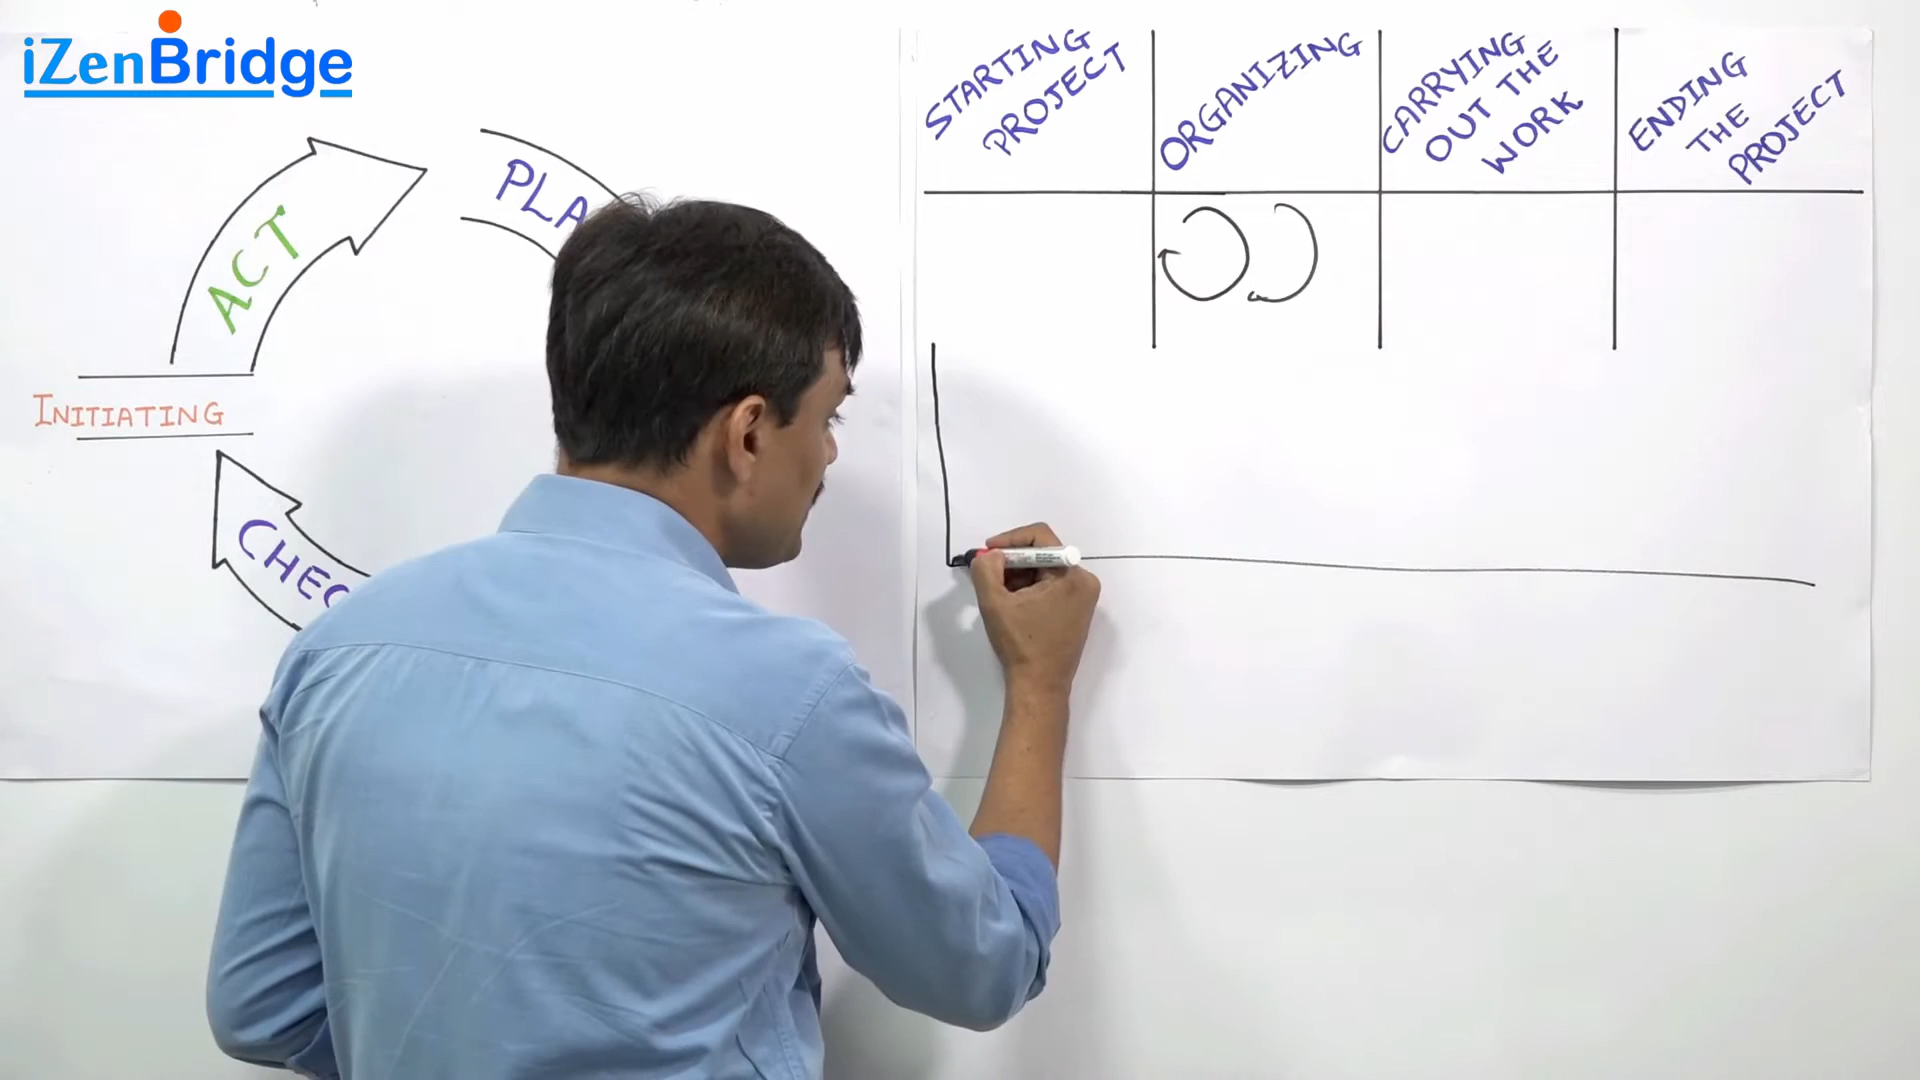 iZenBridge
ACT
PLA
INITIATING
CHEC
STARTING
PROJECT
ORGANIZING
CARRYING
OUT THE
WORK
ENDING
THE
PROJECT